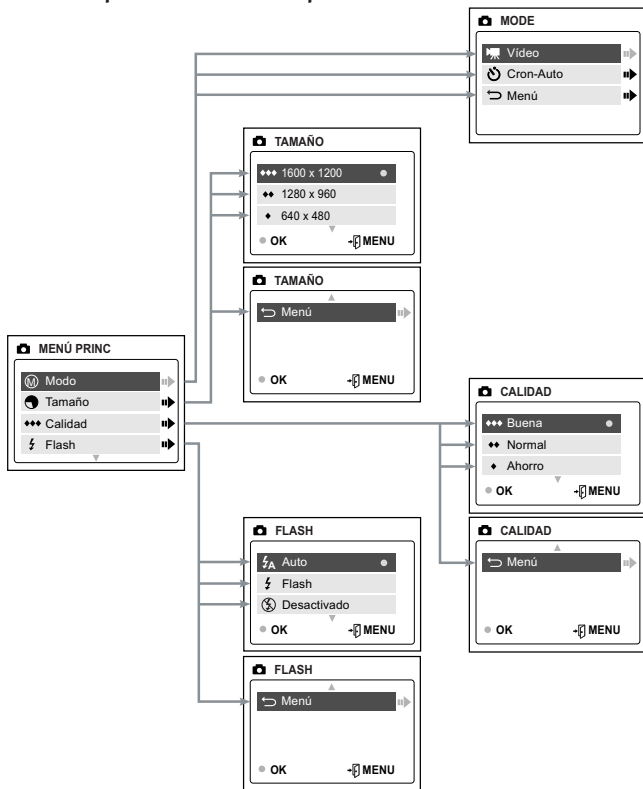 MODE
Vídeo
Cron-Auto
Menú
TAMAÑO
1600 x 1200
1280 x 960
640 x 480
OK MENU
TAMAÑO
Menú
OK MENU
MENÚ PRINC
M Modo
Tamaño
Calidad
Flash
CALIDAD
Buena
Normal
Ahorro
OK MENU
CALIDAD
Menú
OK MENU
FLASH
A Auto
Flash
Desactivado
OK MENU
FLASH
Menú
OK MENU